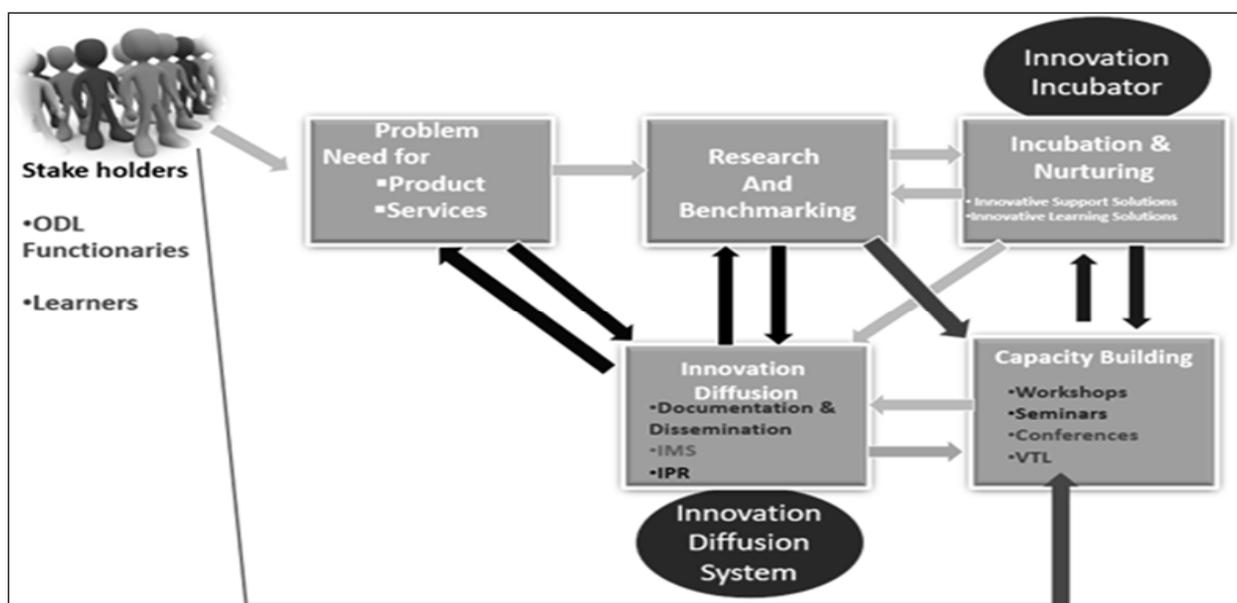 Stake holders
•ODL
Functionaries
•Learners
Problem
Need for
▪Product
▪Services
Research
And
Benchmarking
Innovation
Incubator
Incubation &
Nurturing
• Innovative Support Solutions
•Innovative Learning Solutions
Innovation
Diffusion
•Documentation &
Dissemination
•IMS
•IPR
Innovation
Diffusion
System
Capacity Building
•Workshops
•Seminars
•Conferences
•VTL